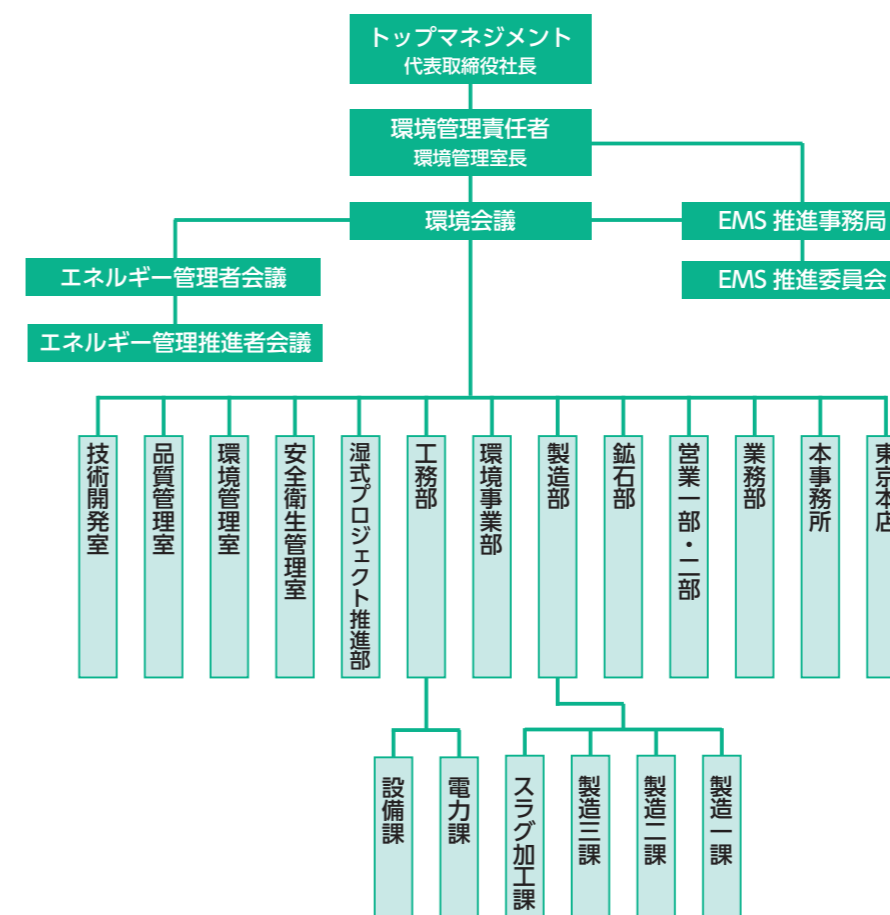 トップマネジメント
代表取締役社長
環境管理責任者
環境管理室長
環境会議
EMS 推進事務局
エネルギー管理者会議
EMS 推進委員会
エネルギー管理推進者会議
技術開発室
品質管理室
環境管理室
安全衛生管理室
湿式プロジェクト推進部
工務部
環境事業部
製造部
鉱石部
営業一部・二部
業務部
本事務所
東京本店
設備課
電力課
スラグ加工課
製造三課
製造二課
製造一課